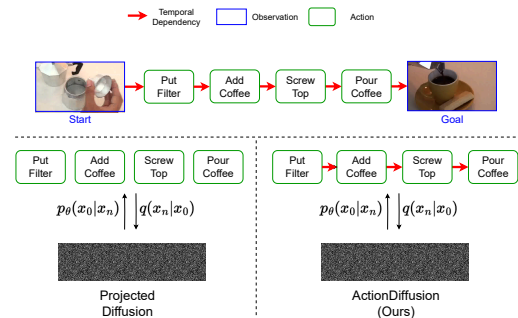 Temporal
Dependency
Observation
Action
Put
Filter
Add
Coffee
Screw
Top
Pour
Coffee
Start
Goal
Put
Filter
Add
Coffee
Screw
Top
Pour
Coffee
Put
Filter
Add
Coffee
Screw
Top
Pour
Coffee
pθ(x0|xn)
q(xn|x0)
pθ(x0|xn)
q(xn|x0)
Projected
Diffusion
ActionDiffusion
(Ours)